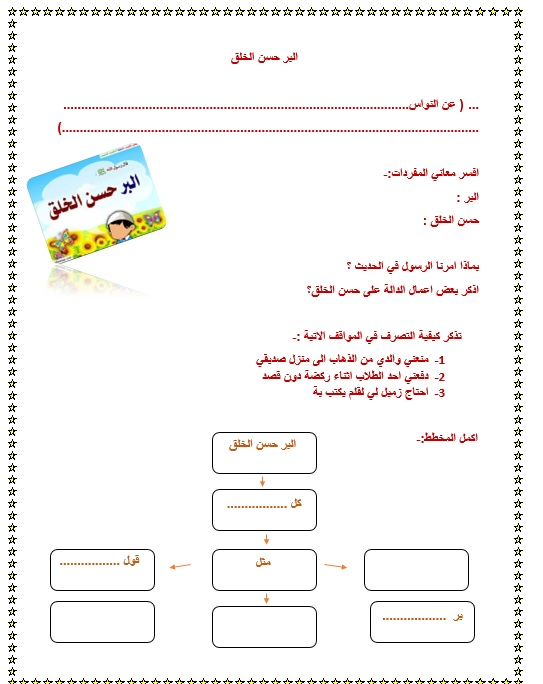 البر حسن الخلق
... ( عن النواس......................................................................................
........................................................................................................)
افسر معاني المفردات:-
البر :
حسن الخلق :
البر حسن الخلق
بماذا امرنا الرسول في الحديث ؟
اذكر بعض اعمال الدالة على حسن الخلق؟
تذكر كيفية التصرف في المواقف الاتية :-
1- منعني والدي من الذهاب الى منزل صديقي
2- دفعني احد الطلاب اثناء ركضة دون قصد
3- احتاج زميل لي لقلم يكتب بة
اكمل المخطط:-
البر حسن الخلق
كل .................
مثل
قول .................
بر ..................